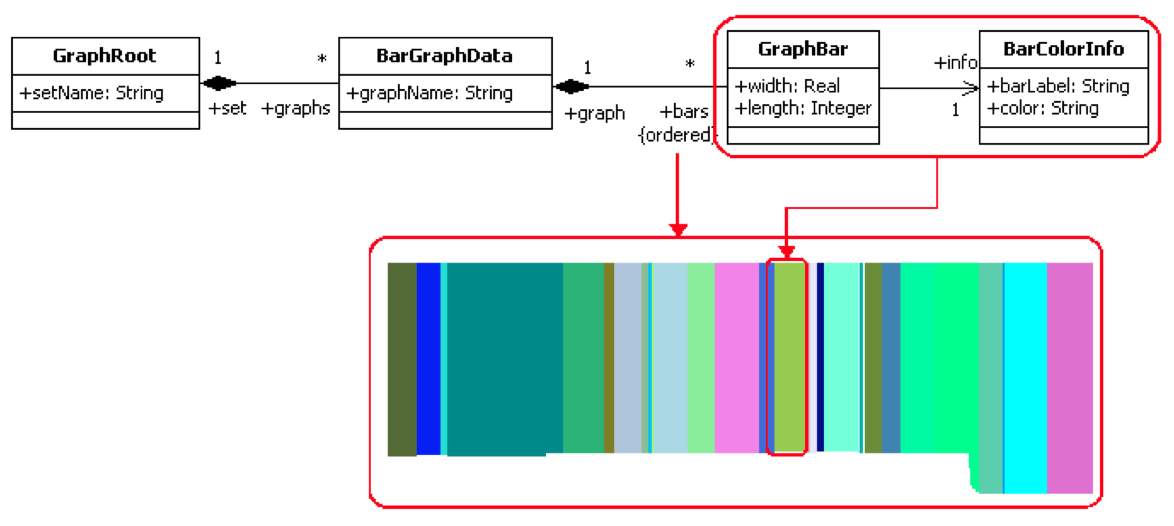 GraphRoot
+setName: String
1
*
+set
+graphs
BarGraphData
+graphName: String
1
*
+graph
+bars
{ordered}
GraphBar
+width: Real
+length: Integer
+info
1
BarColorInfo
+barLabel: String
+color: String